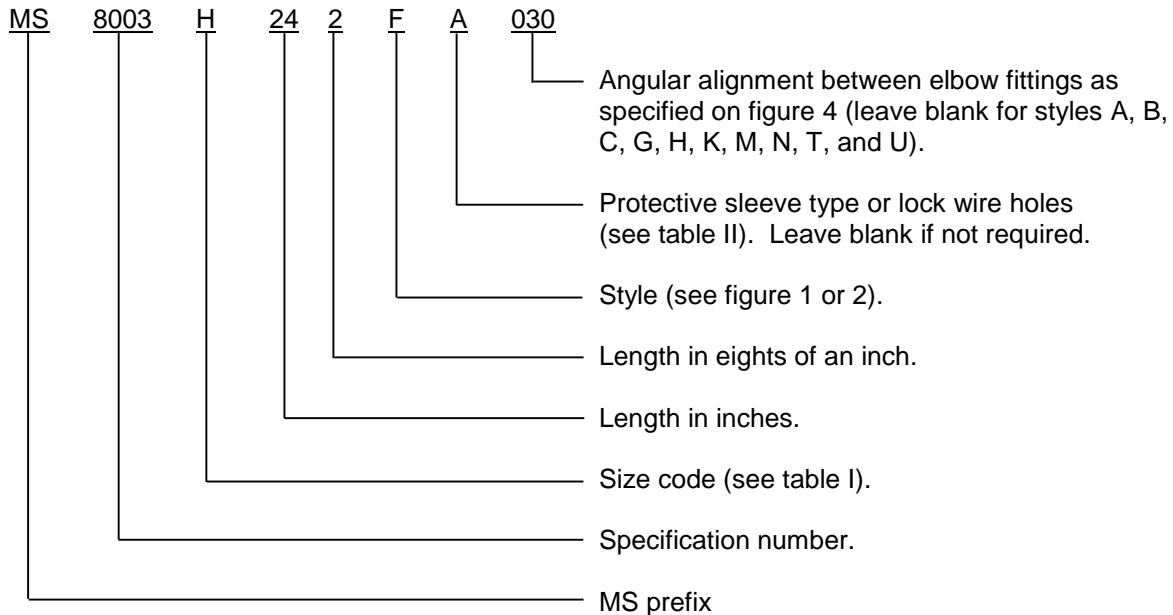 MS 8003 H 24 2 F A 030
Angular alignment between elbow fittings as
specified on figure 4 (leave blank for styles A, B,
C, G, H, K, M, N, T, and U).
Protective sleeve type or lock wire holes
(see table II).  Leave blank if not required.
Style (see figure 1 or 2).
Length in eights of an inch.
Length in inches.
Size code (see table I).
Specification number.
MS prefix